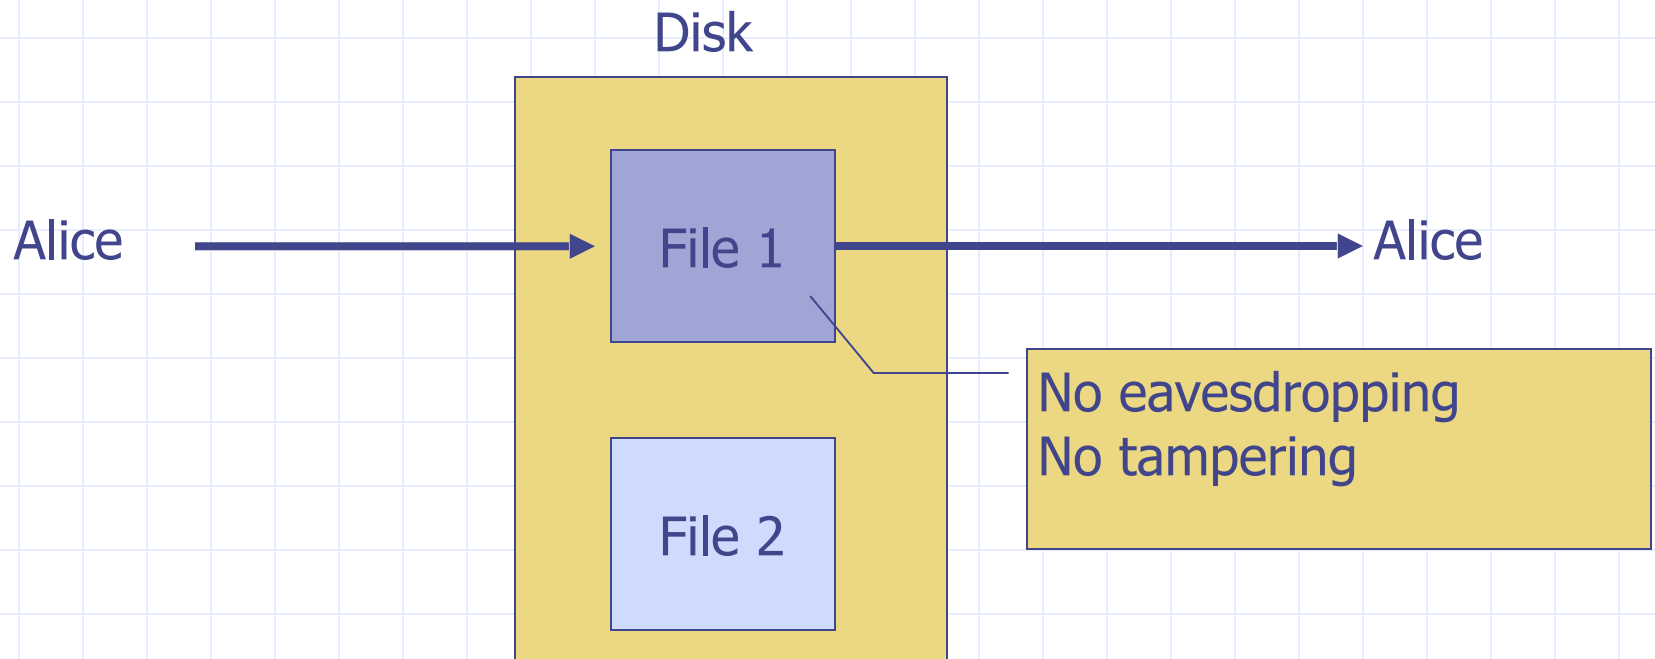 Disk
Alice
File 1
Alice
No eavesdropping
No tampering
File 2